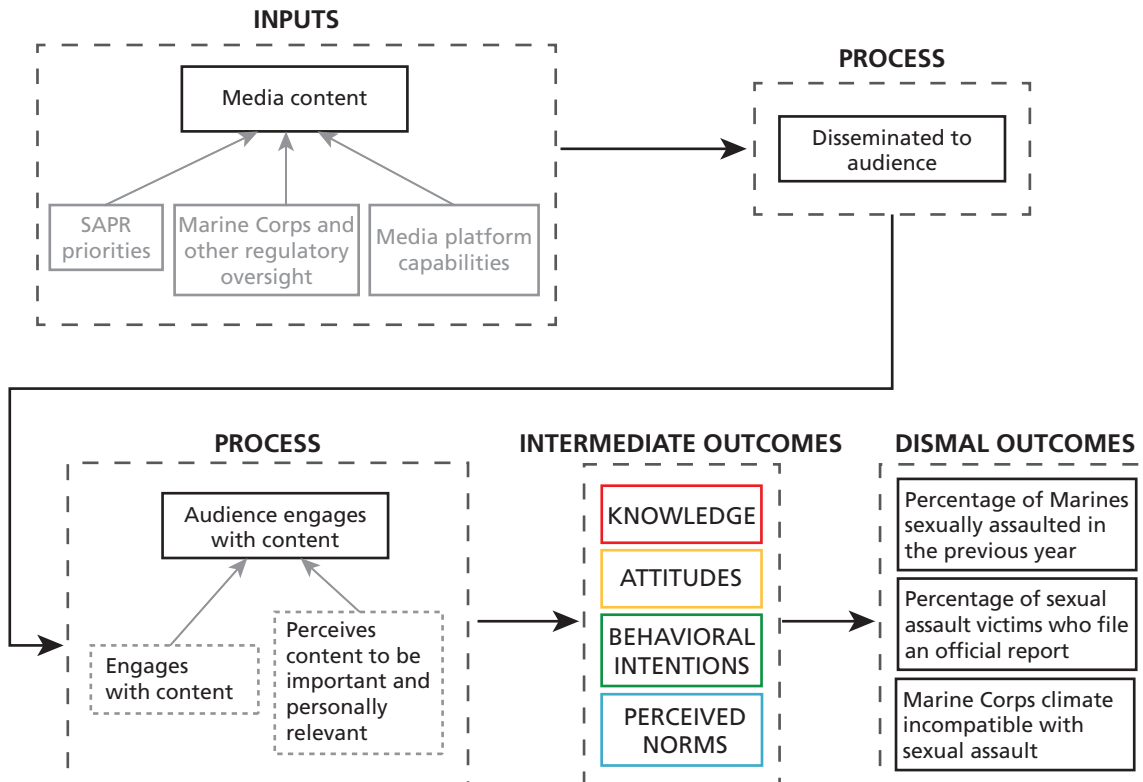 INPUTS
Media content
SAPR
priorities
Marine Corps and
other regulatory
oversight
Media platform
capabilities
PROCESS
Disseminated to
audience
PROCESS
Audience engages
with content
Engages
with content
Perceives
content to be
important and
personally
relevant
INTERMEDIATE OUTCOMES
KNOWLEDGE
ATTITUDES
BEHAVIORAL
INTENTIONS
PERCEIVED
NORMS
DISMAL OUTCOMES
Percentage of Marines
sexually assaulted in
the previous year
Percentage of sexual
assault victims who file
an official report
Marine Corps climate
incompatible with
sexual assault